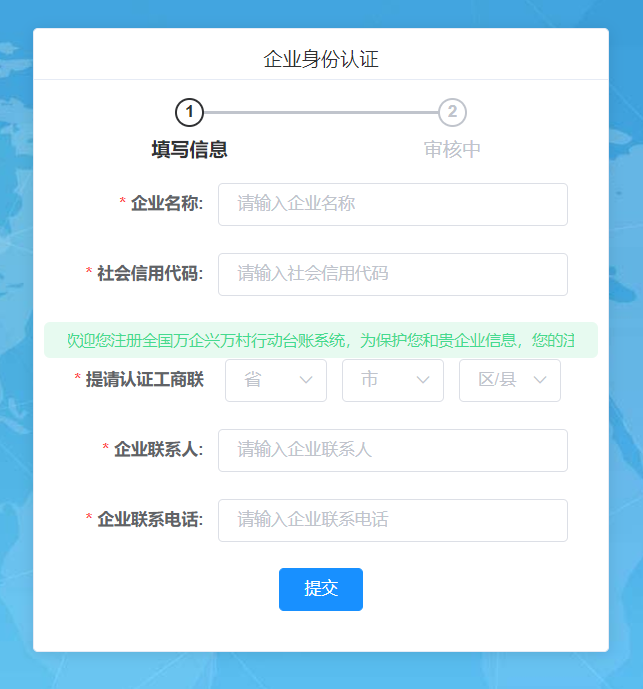 企业身份认证
1 2
填写信息 审核中
* 企业名称: 请输入企业名称
* 社会信用代码: 请输入社会信用代码
欢迎您注册全国万企兴万村行动台账系统，为保护您和贵企业信息，您的注
* 提请认证工商联 省 市 区/县
* 企业联系人: 请输入企业联系人
* 企业联系电话: 请输入企业联系电话
提交